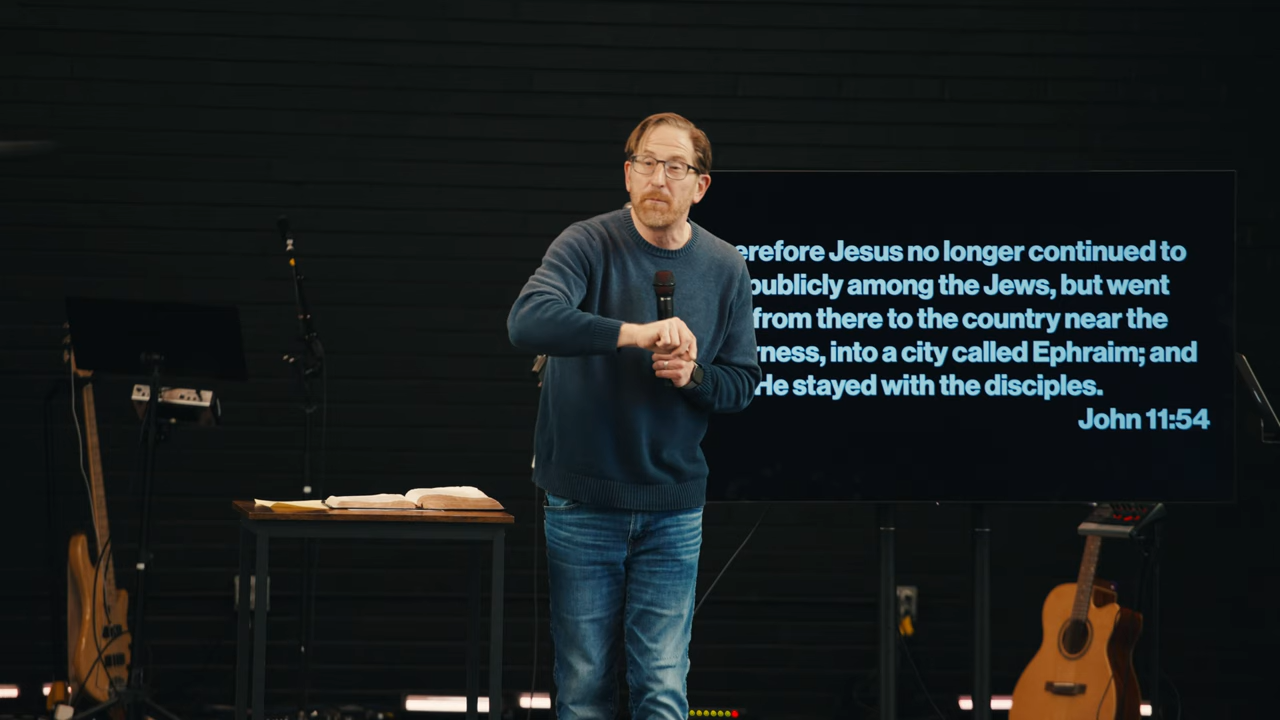 erefore Jesus no longer continued to
publicly among the Jews, but went
from there to the country near the
rness, into a city called Ephraim; and
He stayed with the disciples.
John 11:54